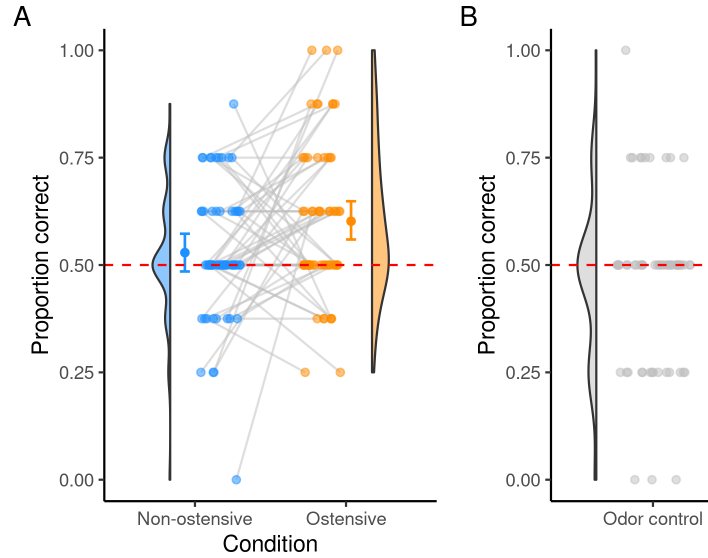 A
Proportion correct
1.00
0.75
0.50
0.25
0.00
Non-ostensive
Ostensive
Condition
B
Proportion correct
1.00
0.75
0.50
0.25
0.00
Odor control